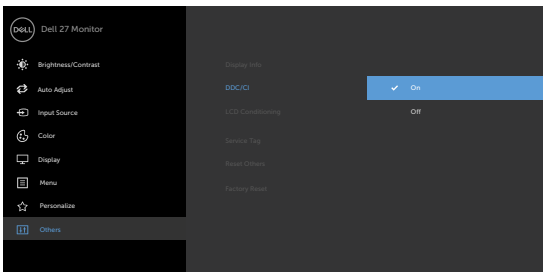 DELL
Dell 27 Monitor
Brightness/Contrast
Auto Adjust
Input Source
Color
Display
Menu
Personalize
Others
Display Info
DDC/CI
LCD Conditioning
Service Tag
Reset Others
Factory Reset
On
Off